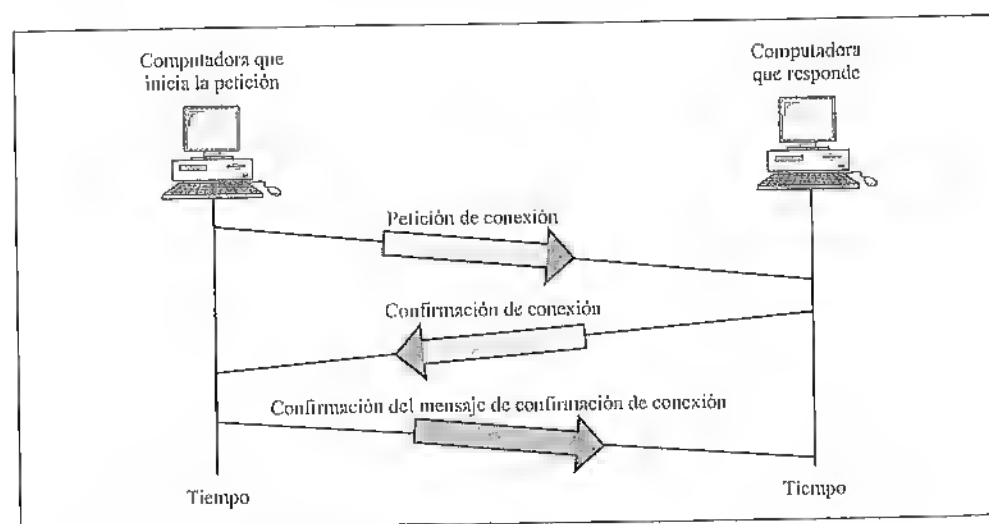 Computadora que
inicia la petición
Computadora
que responde
Petición de conexión
Confirmación de conexión
Confirmación del mensaje de confirmación de conexión
Tiempo
Tiempo